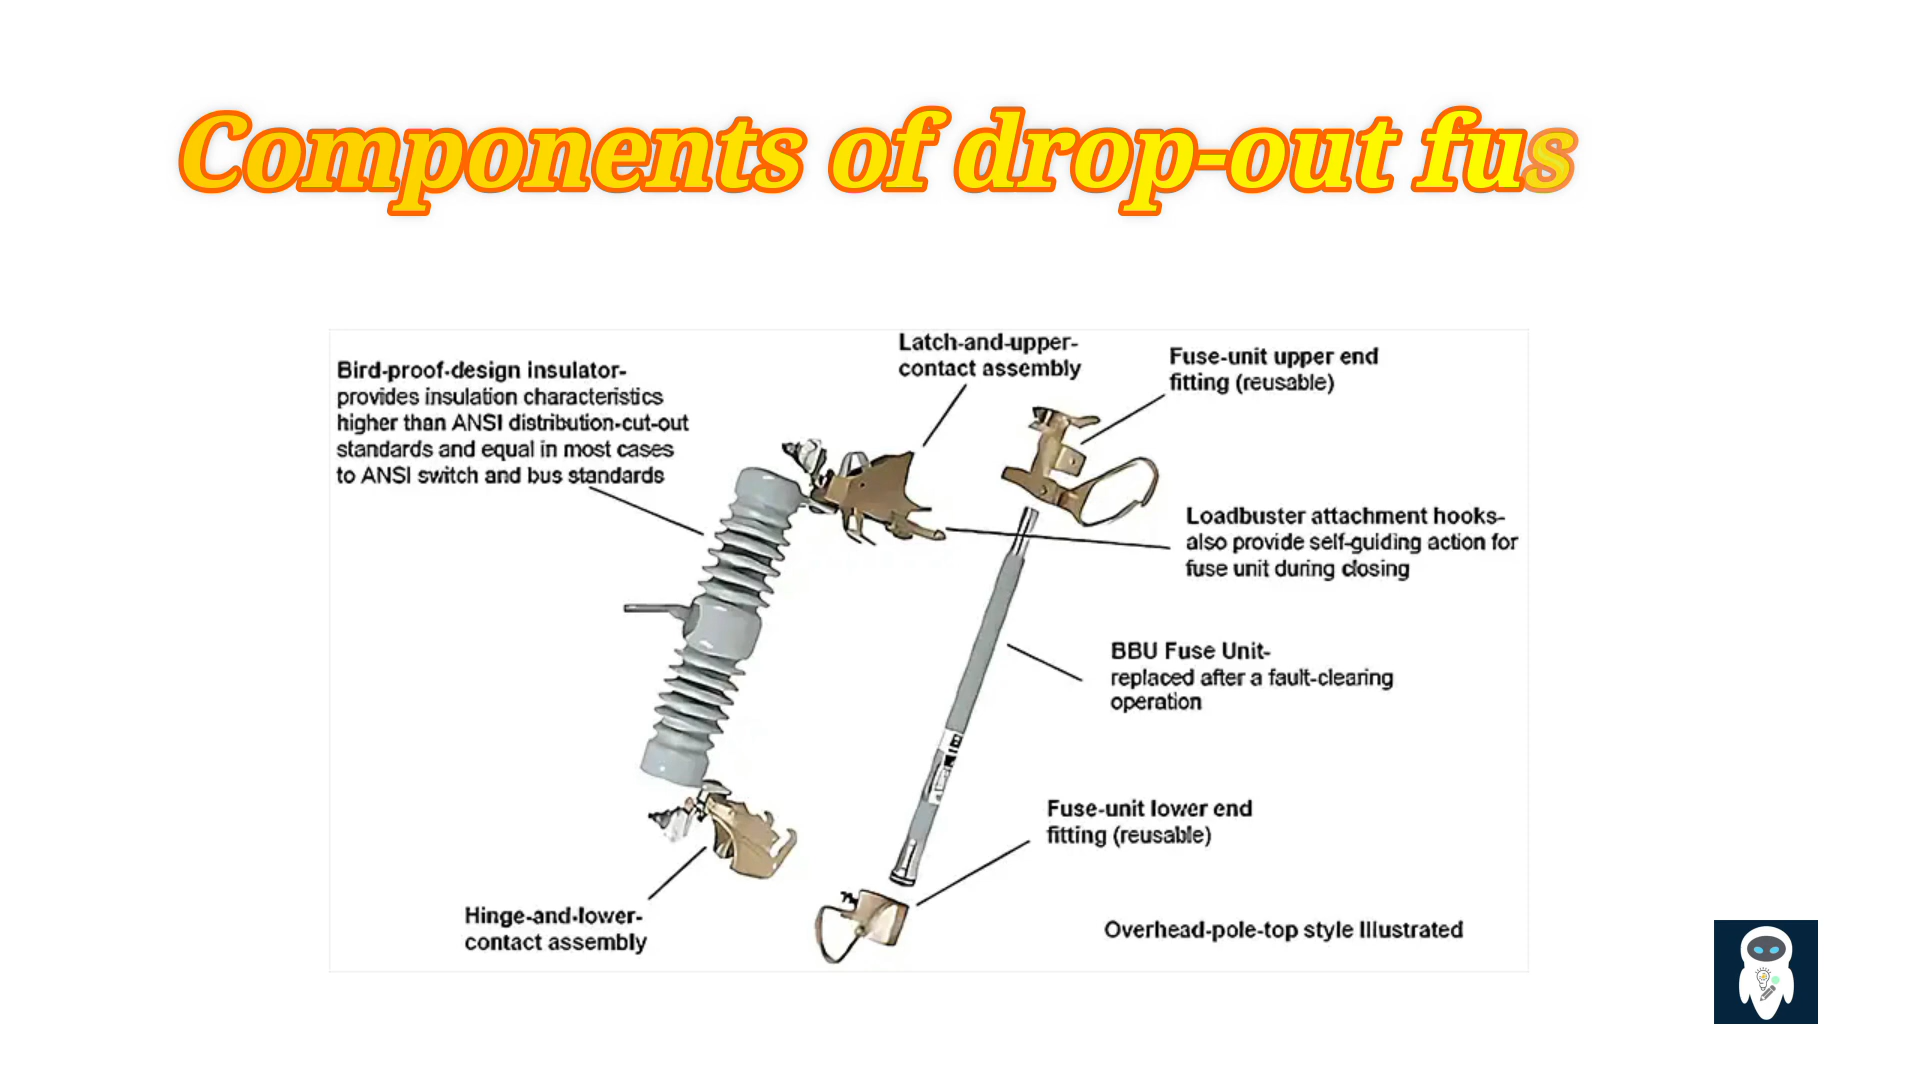 Components of drop-out fus
Bird-proof-design insulator-
provides insulation characteristics
higher than ANSI distribution-cut-out
standards and equal in most cases
to ANSI switch and bus standards
Latch-and-upper-
contact assembly
Fuse-unit upper end
fitting (reusable)
Loadbuster attachment hooks-
also provide self-guiding action for
fuse unit during closing
BBU Fuse Unit-
replaced after a fault-clearing
operation
Fuse-unit lower end
fitting (reusable)
Hinge-and-lower-
contact assembly
Overhead-pole-top style Illustrated